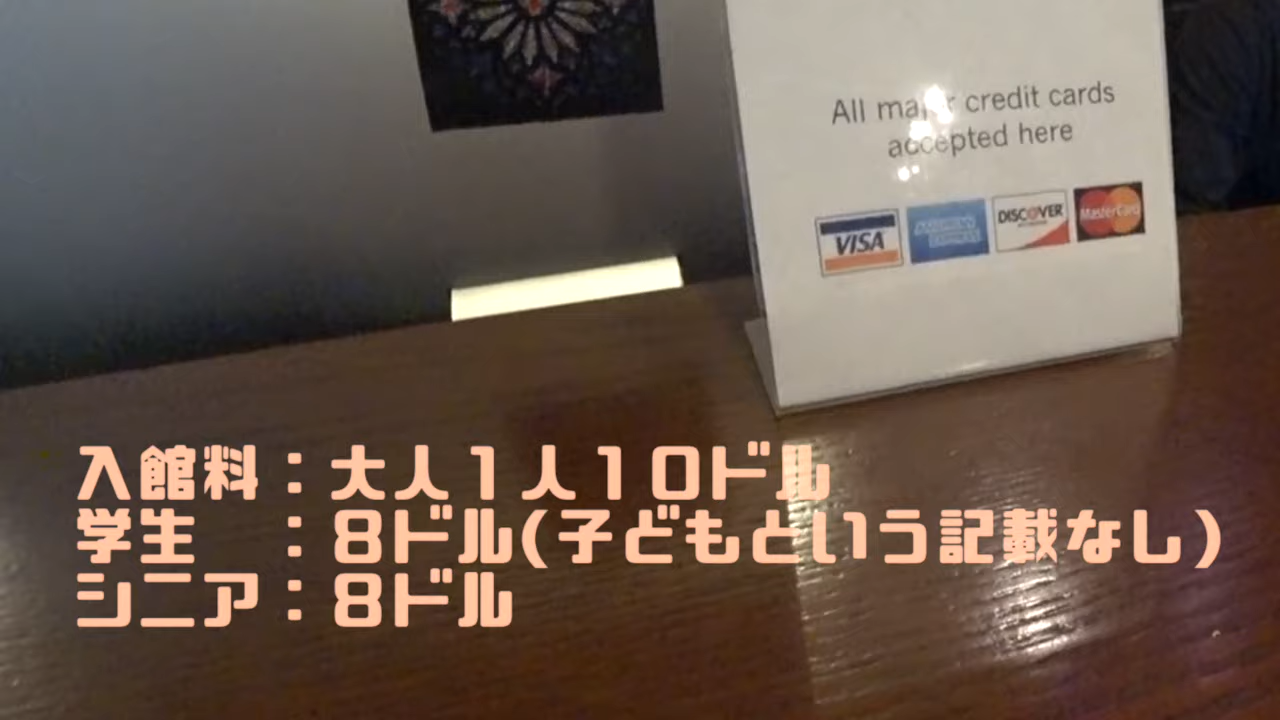 All major credit cards
accepted here
VISA
AMERICAN EXPRESS
DISCOVER
MasterCard
入館料：大人１人１０ドル
学生　：８ドル(子どもという記載なし)
シニア：８ドル